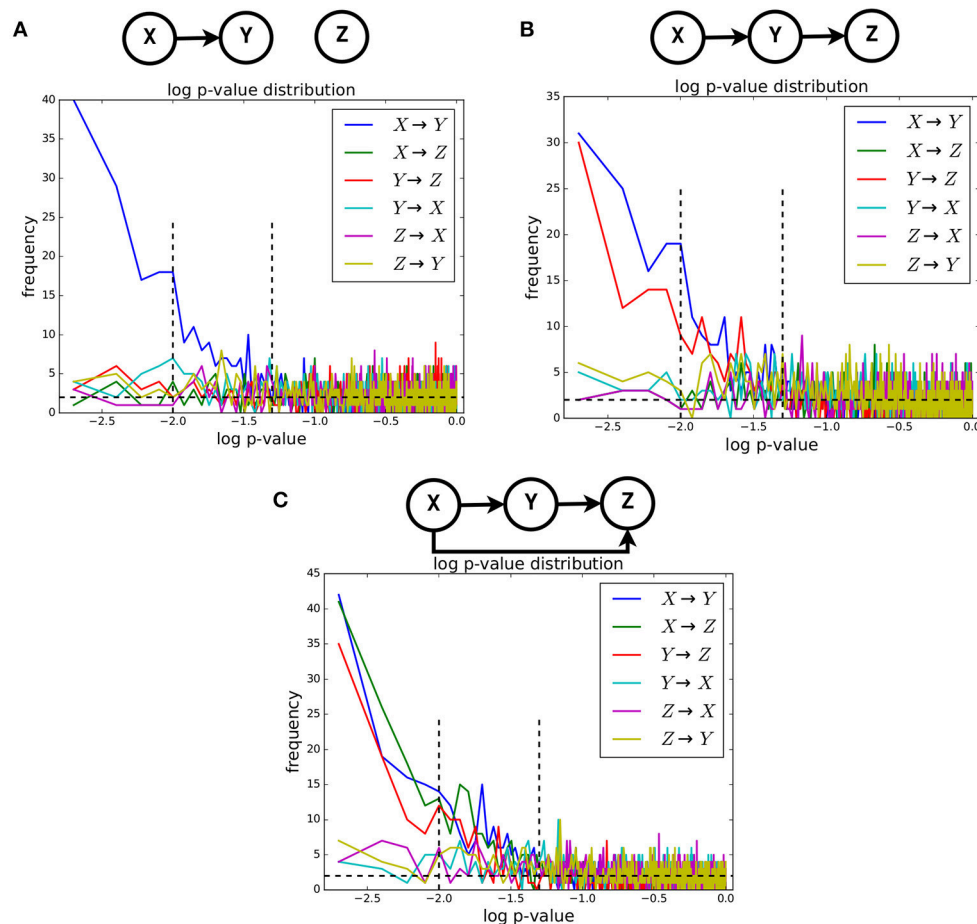 A
X Y Z
log p-value distribution
40
35
30
25
20
15
10
5
0
frequency
X → Y
X → Z
Y → Z
Y → X
Z → X
Z → Y
−2.5 −2.0 −1.5 −1.0 −0.5 0.0
log p-value
B
X Y Z
log p-value distribution
35
30
25
20
15
10
5
0
frequency
X → Y
X → Z
Y → Z
Y → X
Z → X
Z → Y
−2.5 −2.0 −1.5 −1.0 −0.5 0.0
log p-value
C
X Y Z
log p-value distribution
45
40
35
30
25
20
15
10
5
0
frequency
X → Y
X → Z
Y → Z
Y → X
Z → X
Z → Y
−2.5 −2.0 −1.5 −1.0 −0.5 0.0
log p-value